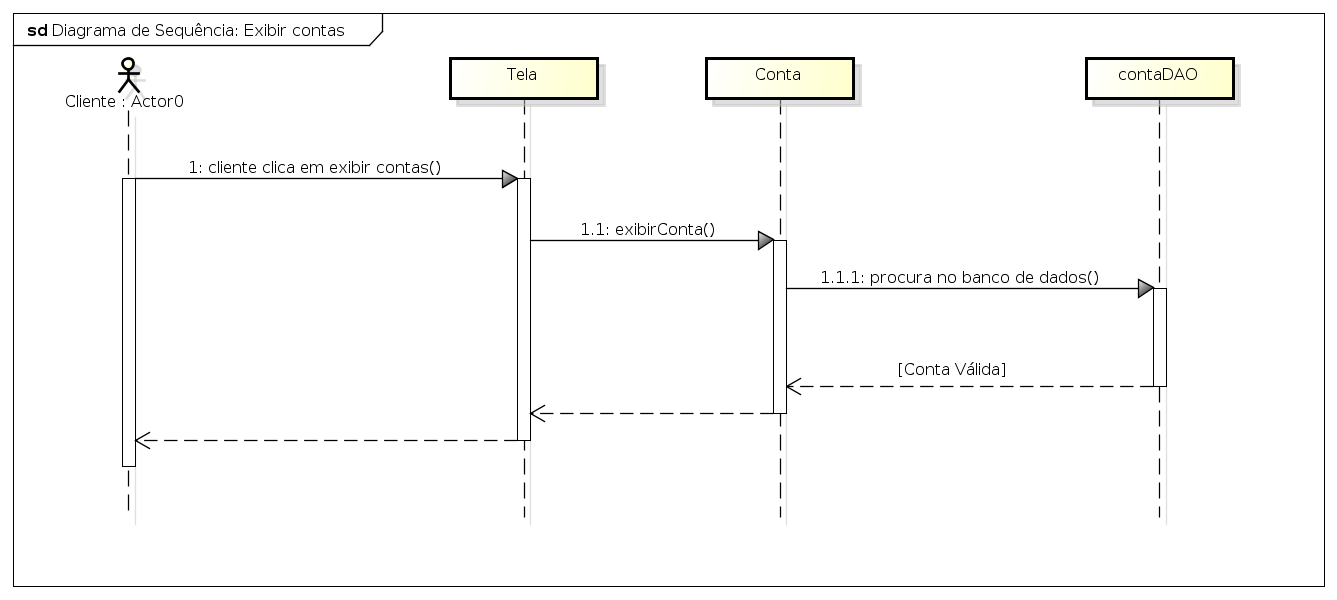 sd Diagrama de Sequência: Exibir contas
Cliente : Actor0
Tela
Conta
contaDAO
1: cliente clica em exibir contas()
1.1: exibirConta()
1.1.1: procura no banco de dados()
[Conta Válida]